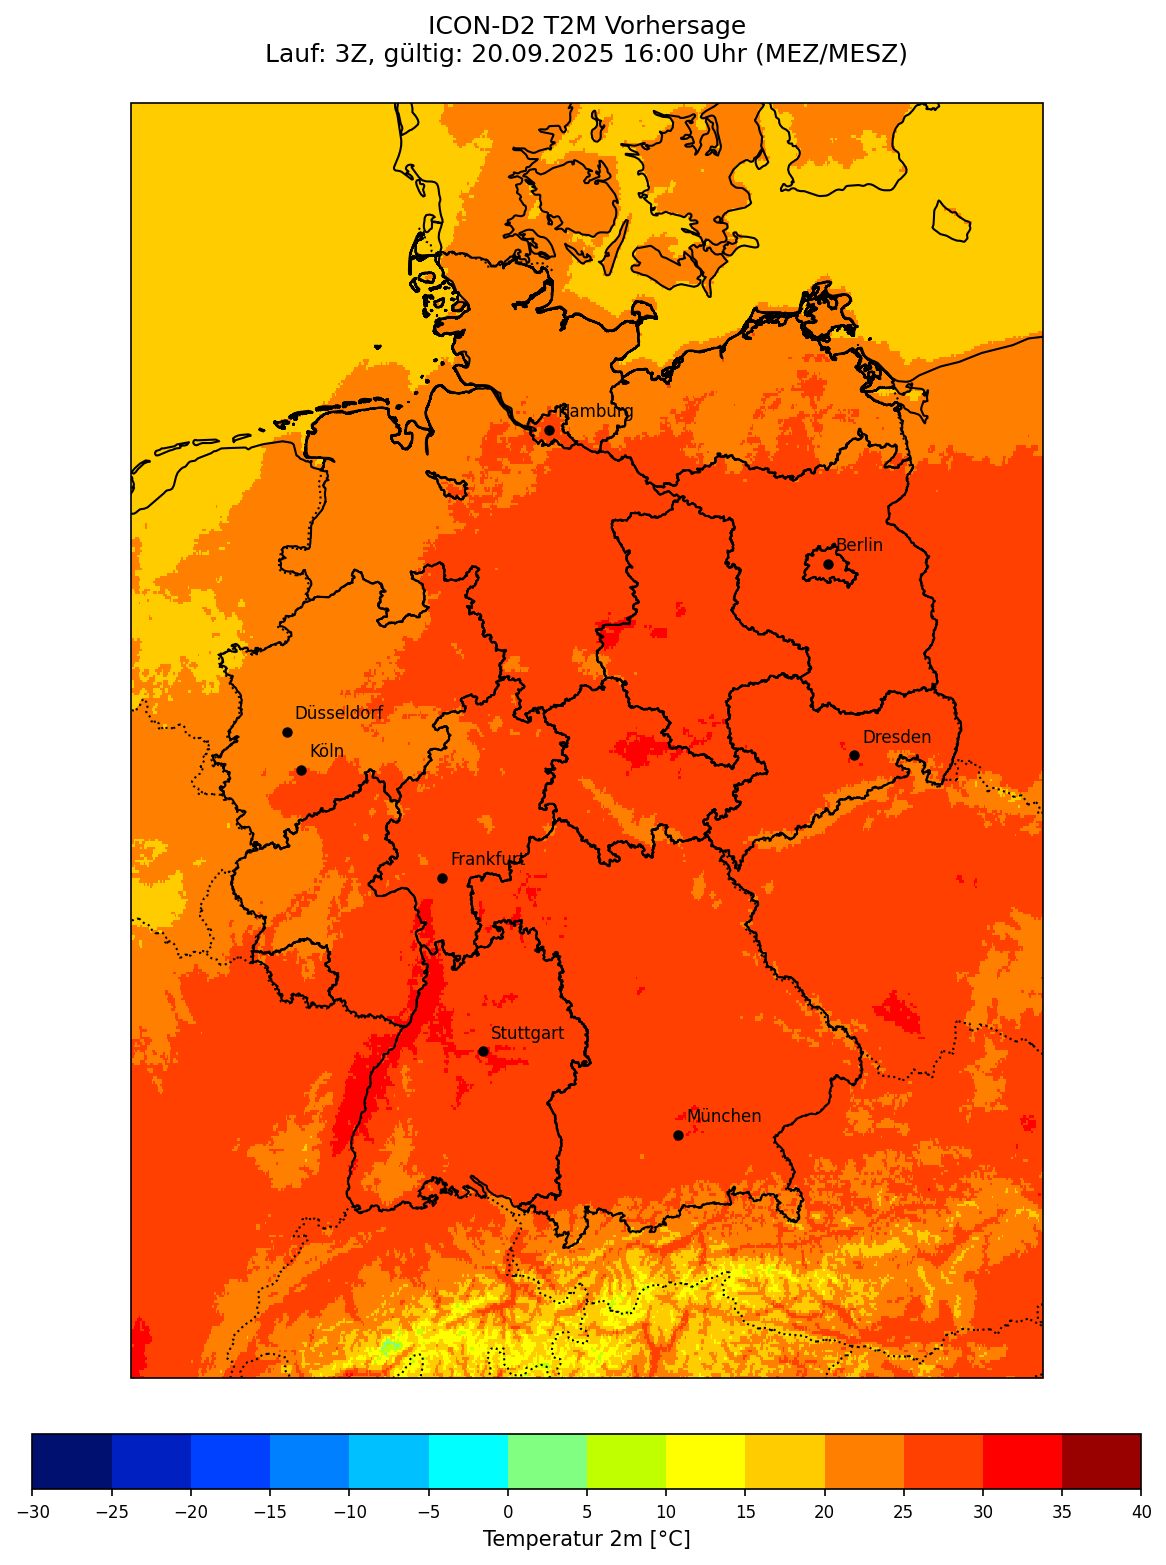 ICON-D2 T2M Vorhersage
Lauf: 3Z, gültig: 20.09.2025 16:00 Uhr (MEZ/MESZ)
Hamburg
Berlin
Düsseldorf
Dresden
Köln
Frankfurt
Stuttgart
München
−30 −25 −20 −15 −10 −5 0 5 10 15 20 25 30 35 40
Temperatur 2m [°C]